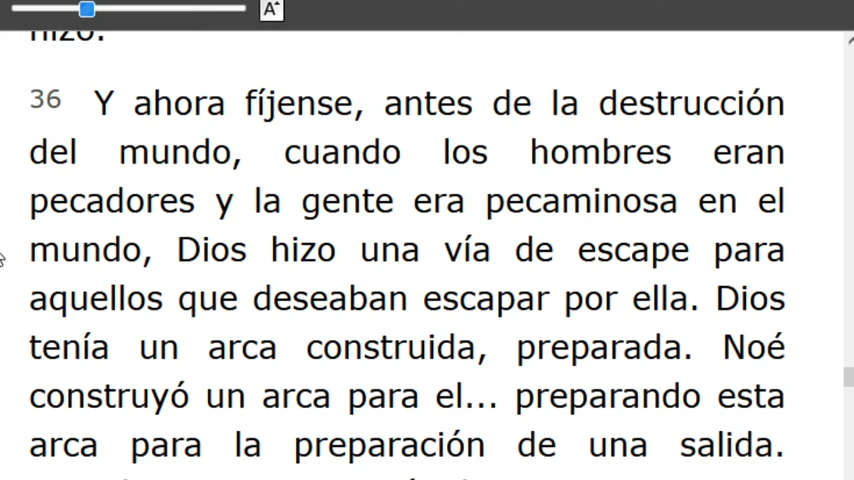 A
hizo.
36 Y ahora fíjense, antes de la destrucción
del mundo, cuando los hombres eran
pecadores y la gente era pecaminosa en el
mundo, Dios hizo una vía de escape para
aquellos que deseaban escapar por ella. Dios
tenía un arca construida, preparada. Noé
construyó un arca para el... preparando esta
arca para la preparación de una salida.